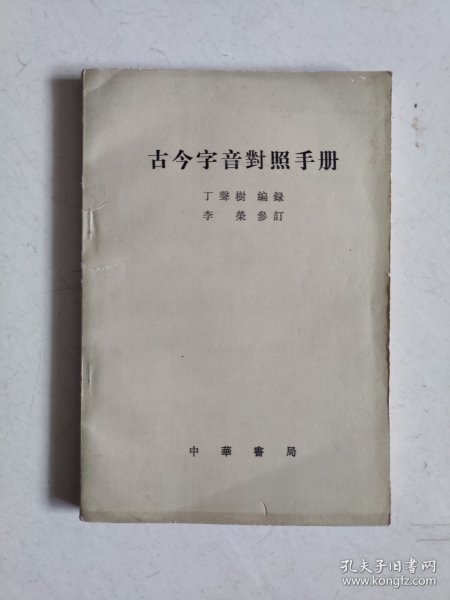 古今字音對照手册
丁聲樹 編録
李榮 參訂
中華書局
孔夫子旧书网
www.kongfz.com